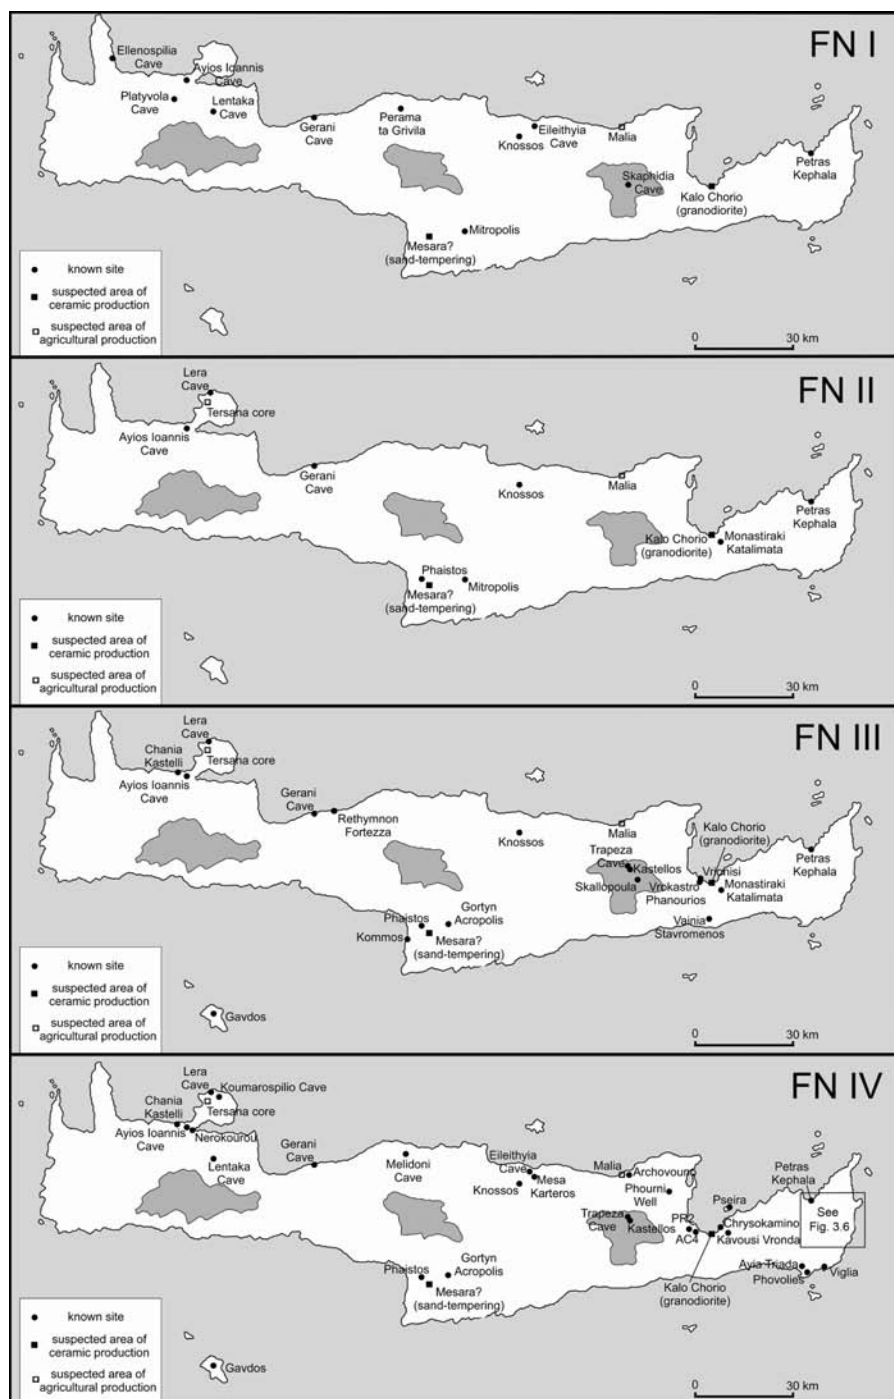 FN I
Ellenospilia
Cave
Ayios Ioannis
Cave
Platyvola
Cave
Lentaka
Cave
Gerani
Cave
Perama
ta Grivila
Knossos
Eileithyia
Cave
Malia
Skaphidia
Cave
Kalo Chorio
(granodiorite)
Petras
Kephala
Mitropolis
Mesara?
(sand-tempering)
known site
suspected area of
ceramic production
suspected area of
agricultural production
0 30 km
FN II
Lera
Cave
Tersana core
Ayios Ioannis
Cave
Gerani
Cave
Knossos
Malia
Petras
Kephala
Kalo Chorio
(granodiorite)
Monastiraki
Katalimata
Phaistos
Mitropolis
Mesara?
(sand-tempering)
known site
suspected area of
ceramic production
suspected area of
agricultural production
0 30 km
FN III
Lera
Cave
Chania
Kastelli
Tersana core
Ayios Ioannis
Cave
Gerani
Cave
Rethymnon
Fortezza
Knossos
Malia
Kalo Chorio
(granodiorite)
Trapeza
Cave
Kastellos
Skallopoula
Vrionisi
Vrokastro
Phanourios
Monastiraki
Katalimata
Petras
Kephala
Vainia
Stavromenos
Gortyn
Acropolis
Phaistos
Kommos
Mesara?
(sand-tempering)
Gavdos
known site
suspected area of
ceramic production
suspected area of
agricultural production
0 30 km
FN IV
Lera
Cave
Koumarospilio Cave
Chania
Kastelli
Tersana core
Ayios Ioannis
Cave
Nerokourou
Lentaka
Cave
Gerani
Cave
Melidoni
Cave
Eileithyia
Cave
Knossos
Mesa
Karteros
Malia
Archovouno
Phourni
Well
Pseira
Petras
Kephala
See
Fig. 3.6
Trapeza
Cave
Kastellos
PR2
AC4
Chrysokamino
Kavousi Vronda
Kalo Chorio
(granodiorite)
Ayia Triada
Phovolies
Viglia
Gortyn
Acropolis
Phaistos
Mesara?
(sand-tempering)
Gavdos
known site
suspected area of
ceramic production
suspected area of
agricultural production
0 30 km